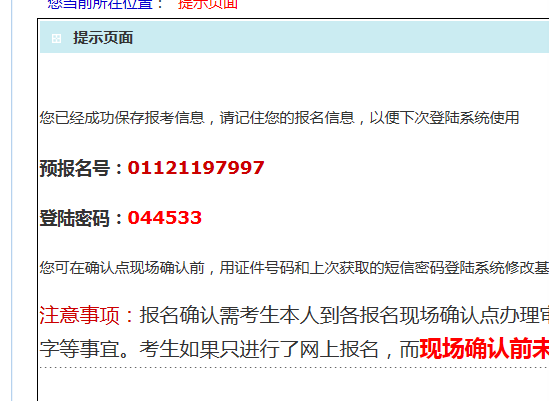 您当前所在位置： 提示页面
提示页面
您已经成功保存报考信息，请记住您的报名信息，以便下次登陆系统使用
预报名号：01121197997
登陆密码：044533
您可在确认点现场确认前，用证件号码和上次获取的短信密码登陆系统修改基
注意事项：报名确认需考生本人到各报名现场确认点办理审
字等事宜。考生如果只进行了网上报名，而现场确认前未